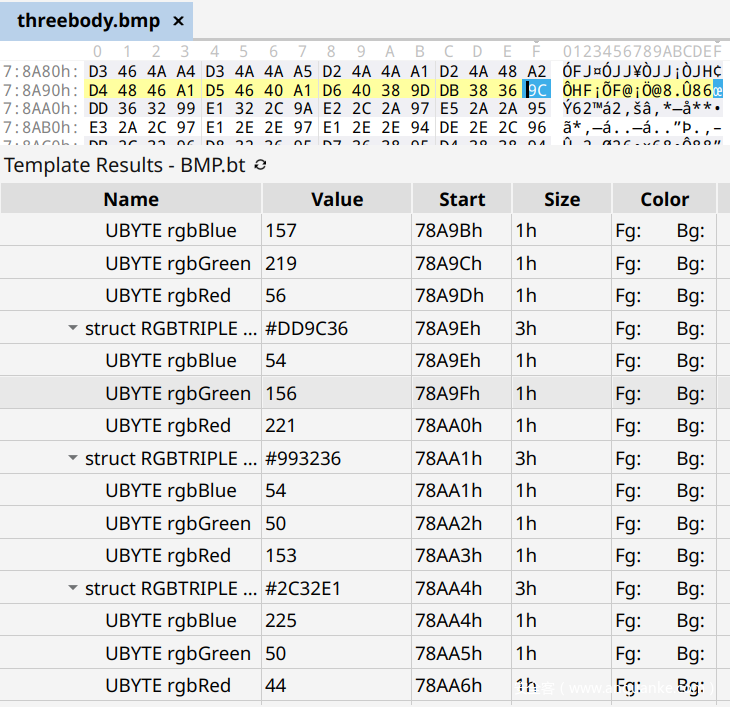 threebody.bmp ×
0 1 2 3 4 5 6 7 8 9 A B C D E F 0123456789ABCDEF
7:8A80h: D3 46 4A A4 D3 4A 4A A5 D2 4A 4A A1 D2 4A 48 A2 ÓFJ¤ÓJJ¥ÒJJ¡ÒJH¢
7:8A90h: D4 48 46 A1 D5 46 40 A1 D6 40 38 9D DB 38 36 9C ÔHF¡ÕF@¡Ö@8.Û86œ
7:8AA0h: DD 36 32 99 E1 32 2C 9A E2 2C 2A 97 E5 2A 2A 95 Ý62™á2,šâ,*—å**•
7:8AB0h: E3 2A 2C 97 E1 2E 2E 97 E1 2E 2E 94 DE 2E 2C 96 ã*,—á..—á..”Þ.,–
Template Results - BMP.bt
Name Value Start Size Color
UBYTE rgbBlue 157 78A9Bh 1h Fg: Bg:
UBYTE rgbGreen 219 78A9Ch 1h Fg: Bg:
UBYTE rgbRed 56 78A9Dh 1h Fg: Bg:
struct RGBTRIPLE ... #DD9C36 78A9Eh 3h Fg: Bg:
UBYTE rgbBlue 54 78A9Eh 1h Fg: Bg:
UBYTE rgbGreen 156 78A9Fh 1h Fg: Bg:
UBYTE rgbRed 221 78AA0h 1h Fg: Bg:
struct RGBTRIPLE ... #993236 78AA1h 3h Fg: Bg:
UBYTE rgbBlue 54 78AA1h 1h Fg: Bg:
UBYTE rgbGreen 50 78AA2h 1h Fg: Bg:
UBYTE rgbRed 153 78AA3h 1h Fg: Bg:
struct RGBTRIPLE ... #2C32E1 78AA4h 3h Fg: Bg:
UBYTE rgbBlue 225 78AA4h 1h Fg: Bg:
UBYTE rgbGreen 50 78AA5h 1h Fg: Bg:
UBYTE rgbRed 44 78AA6h 1h Fg: Bg: